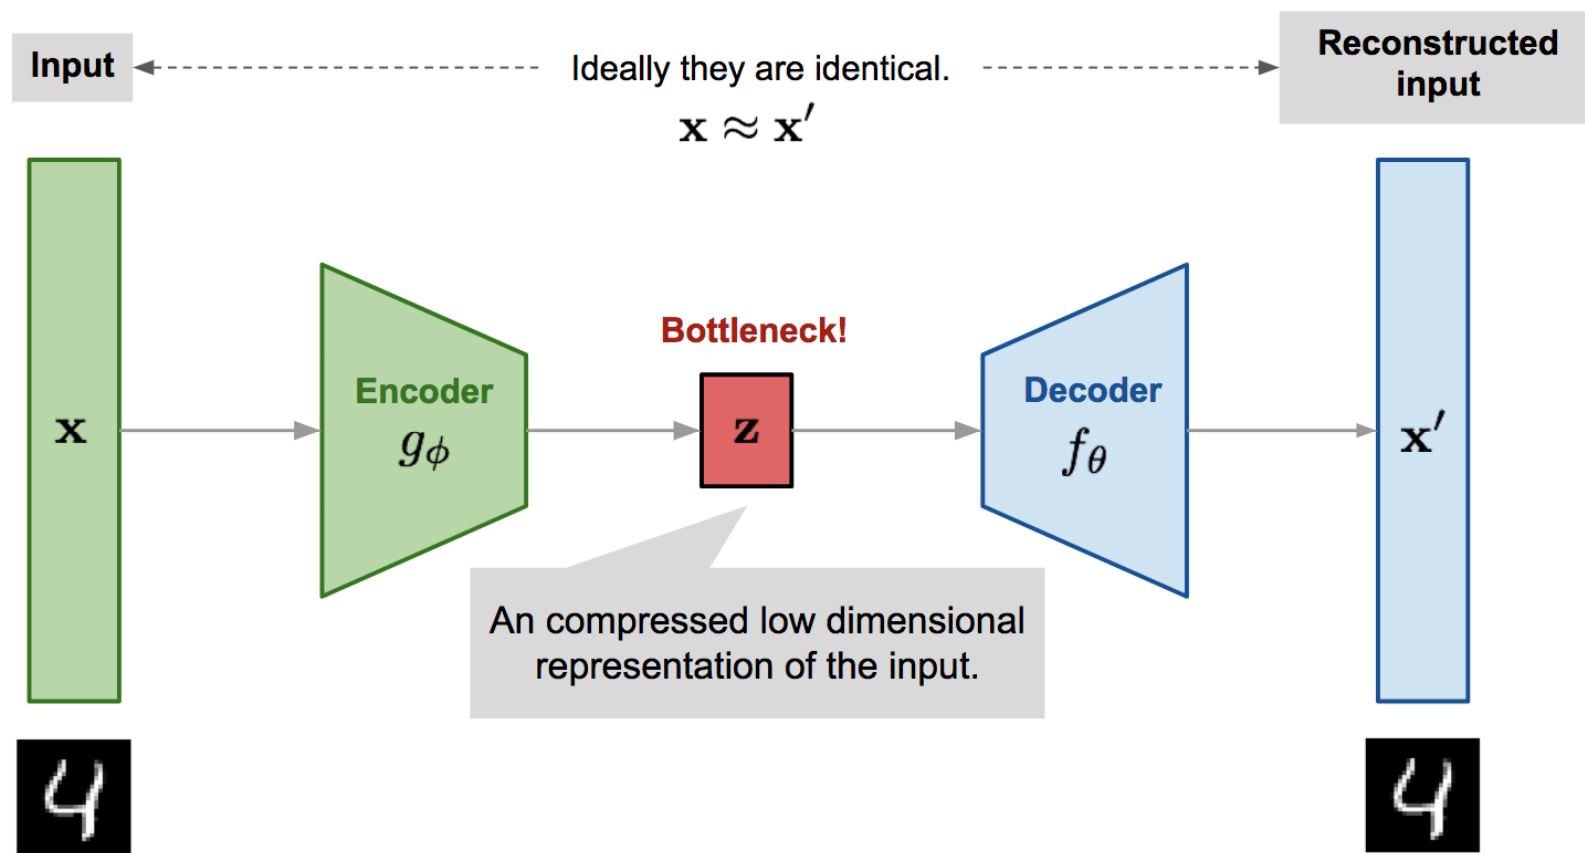 Input
Ideally they are identical.
x ≈ x′
Reconstructed
input
Bottleneck!
x
Encoder
gϕ
z
Decoder
fθ
x′
An compressed low dimensional
representation of the input.
4
4